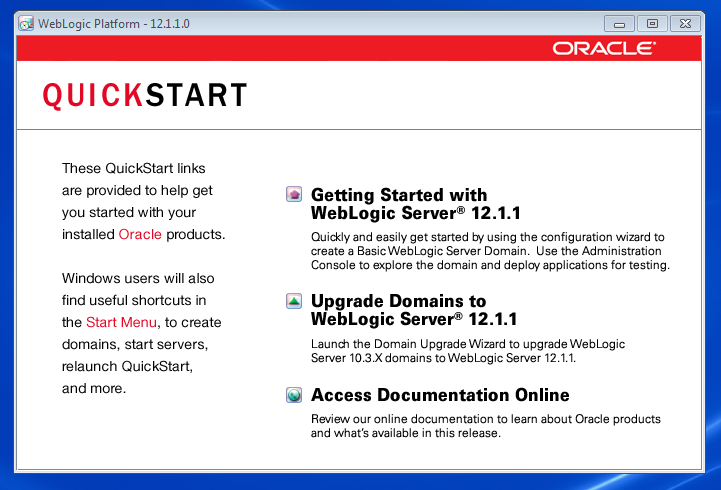 WebLogic Platform - 12.1.1.0
ORACLE®
QUICKSTART
These QuickStart links
are provided to help get
you started with your
installed Oracle products.
Windows users will also
find useful shortcuts in
the Start Menu, to create
domains, start servers,
relaunch QuickStart,
and more.
Getting Started with
WebLogic Server® 12.1.1
Quickly and easily get started by using the configuration wizard to
create a Basic WebLogic Server Domain. Use the Administration
Console to explore the domain and deploy applications for testing.
Upgrade Domains to
WebLogic Server® 12.1.1
Launch the Domain Upgrade Wizard to upgrade WebLogic
Server 10.3.X domains to WebLogic Server 12.1.1.
Access Documentation Online
Review our online documentation to learn about Oracle products
and what's available in this release.